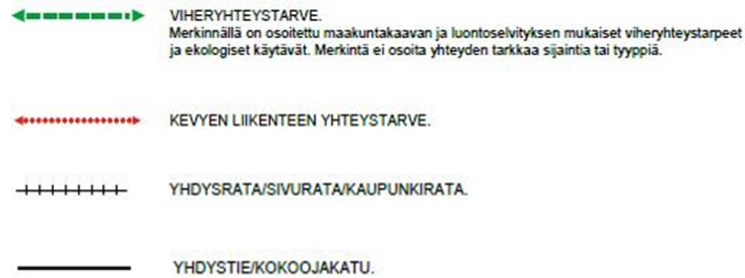 VIHERYHTEYSTARVE.
Merkinnällä on osoitettu maakuntakaavan ja luontoselvityksen mukaiset viheryhteystarpeet
ja ekologiset käytävät. Merkintä ei osoita yhteyden tarkkaa sijaintia tai tyyppiä.
KEVYEN LIIKENTEEN YHTEYSTARVE.
YHDYSRATA/SIVURATA/KAUPUNKIRATA.
YHDYSTIE/KOKOOJAKATU.